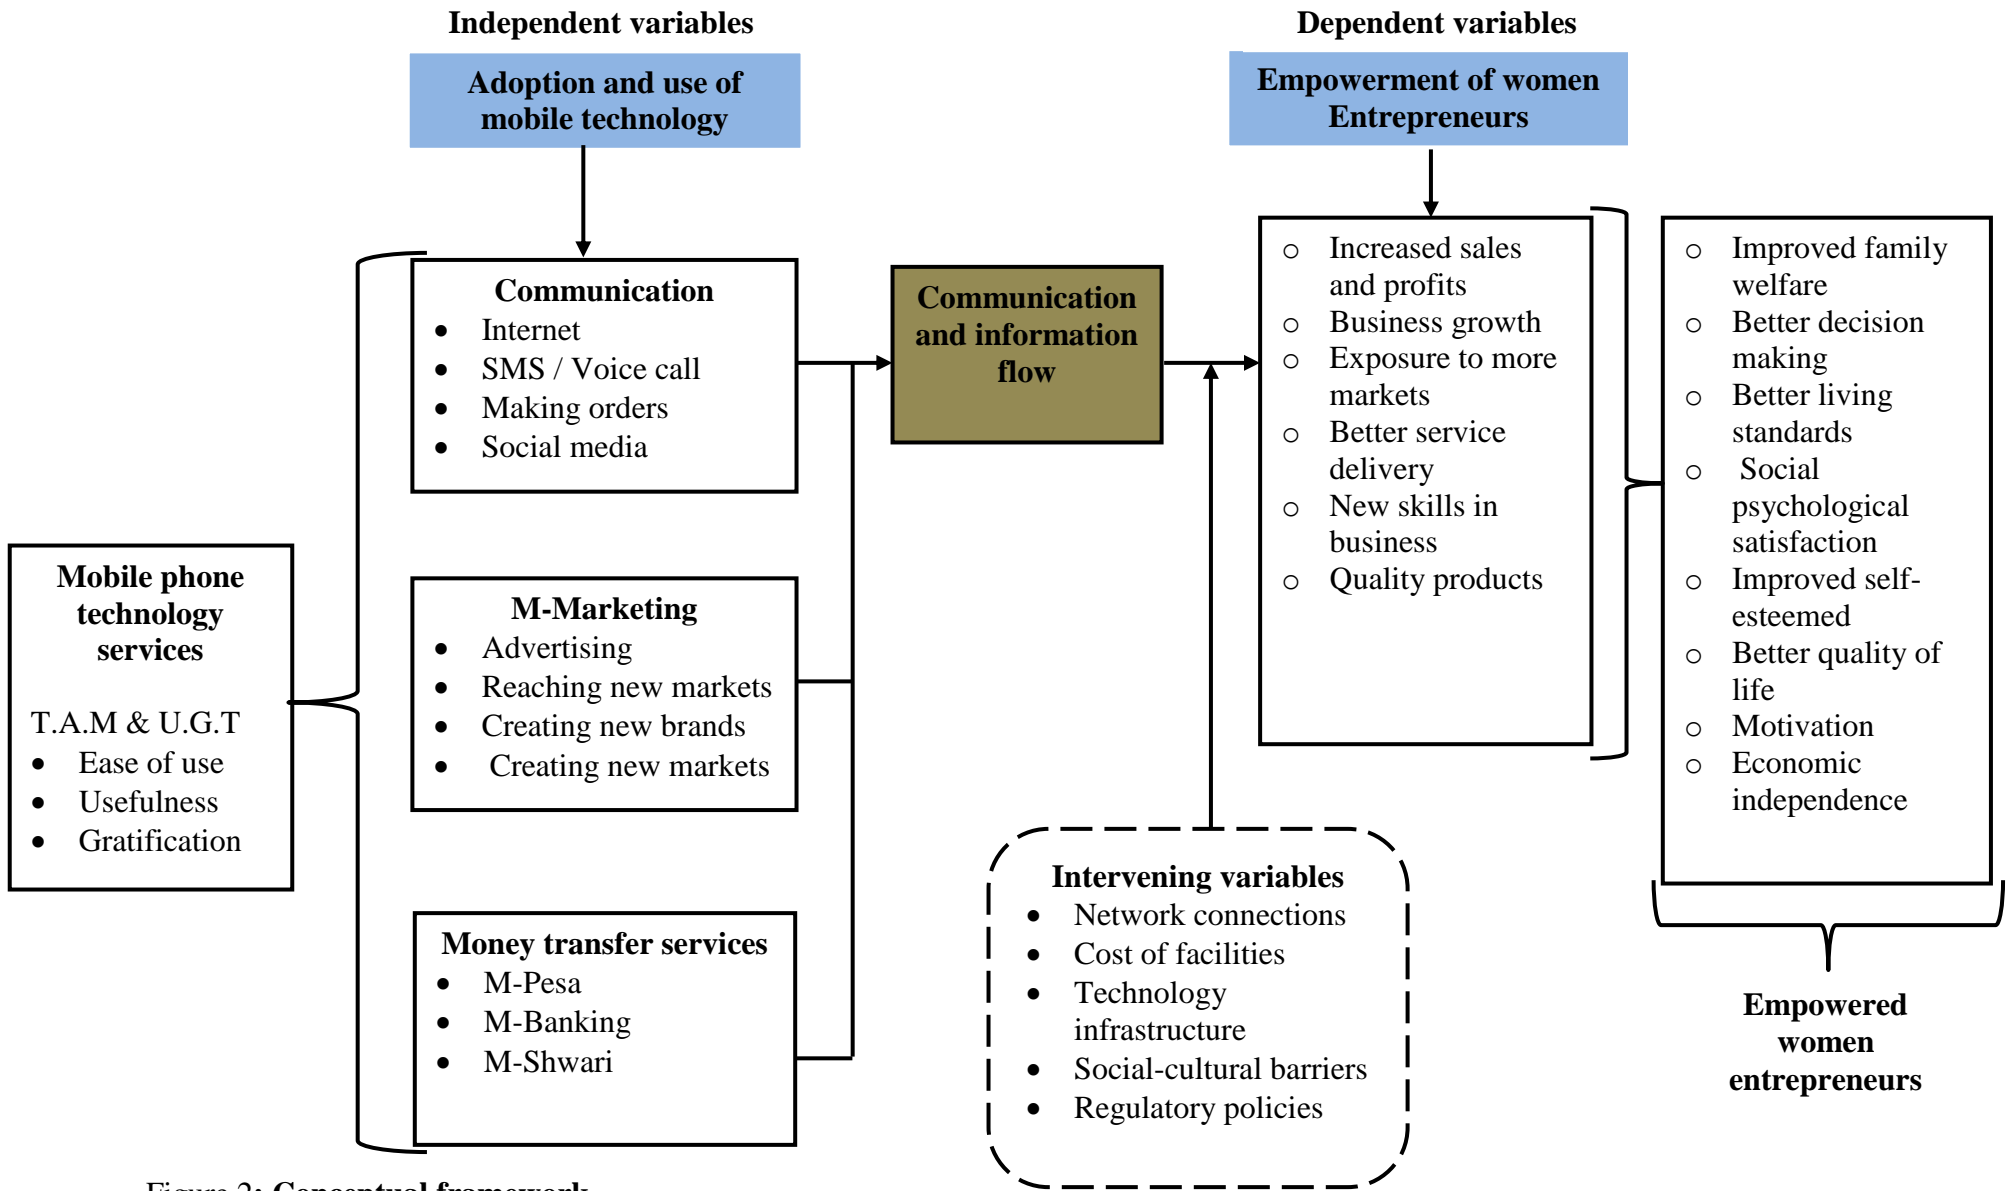 Independent variables
Adoption and use of
mobile technology
Dependent variables
Empowerment of women
Entrepreneurs
Mobile phone
technology
services
T.A.M & U.G.T
• Ease of use
• Usefulness
• Gratification
Communication
• Internet
• SMS / Voice call
• Making orders
• Social media
M-Marketing
• Advertising
• Reaching new markets
• Creating new brands
• Creating new markets
Money transfer services
• M-Pesa
• M-Banking
• M-Shwari
Communication
and information
flow
Intervening variables
• Network connections
• Cost of facilities
• Technology
infrastructure
• Social-cultural barriers
• Regulatory policies
o Increased sales
and profits
o Business growth
o Exposure to more
markets
o Better service
delivery
o New skills in
business
o Quality products
o Improved family
welfare
o Better decision
making
o Better living
standards
o Social
psychological
satisfaction
o Improved self-
esteemed
o Better quality of
life
o Motivation
o Economic
independence
Empowered
women
entrepreneurs
Figure 2: Conceptual framework